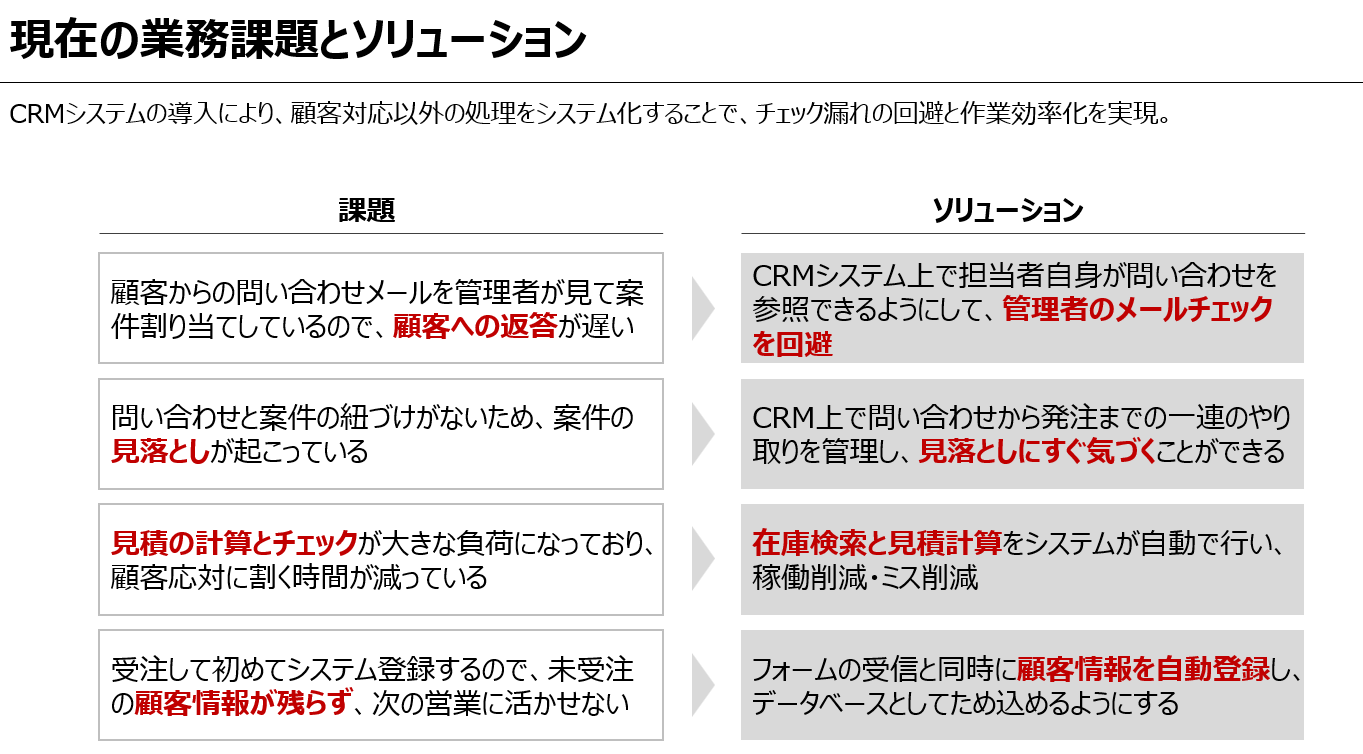 現在の業務課題とソリューション
CRMシステムの導入により、顧客対応以外の処理をシステム化することで、チェック漏れの回避と作業効率化を実現。
課題
ソリューション
顧客からの問い合わせメールを管理者が見て案
件割り当てしているので、顧客への返答が遅い
CRMシステム上で担当者自身が問い合わせを
参照できるようにして、管理者のメールチェック
を回避
問い合わせと案件の紐づけがないため、案件の
見落としが起こっている
CRM上で問い合わせから発注までの一連のやり
取りを管理し、見落としにすぐ気づくことができる
見積の計算とチェックが大きな負荷になっており、
顧客応対に割く時間が減っている
在庫検索と見積計算をシステムが自動で行い、
稼働削減・ミス削減
受注して初めてシステム登録するので、未受注
の顧客情報が残らず、次の営業に活かせない
フォームの受信と同時に顧客情報を自動登録し、
データベースとしてため込めるようにする